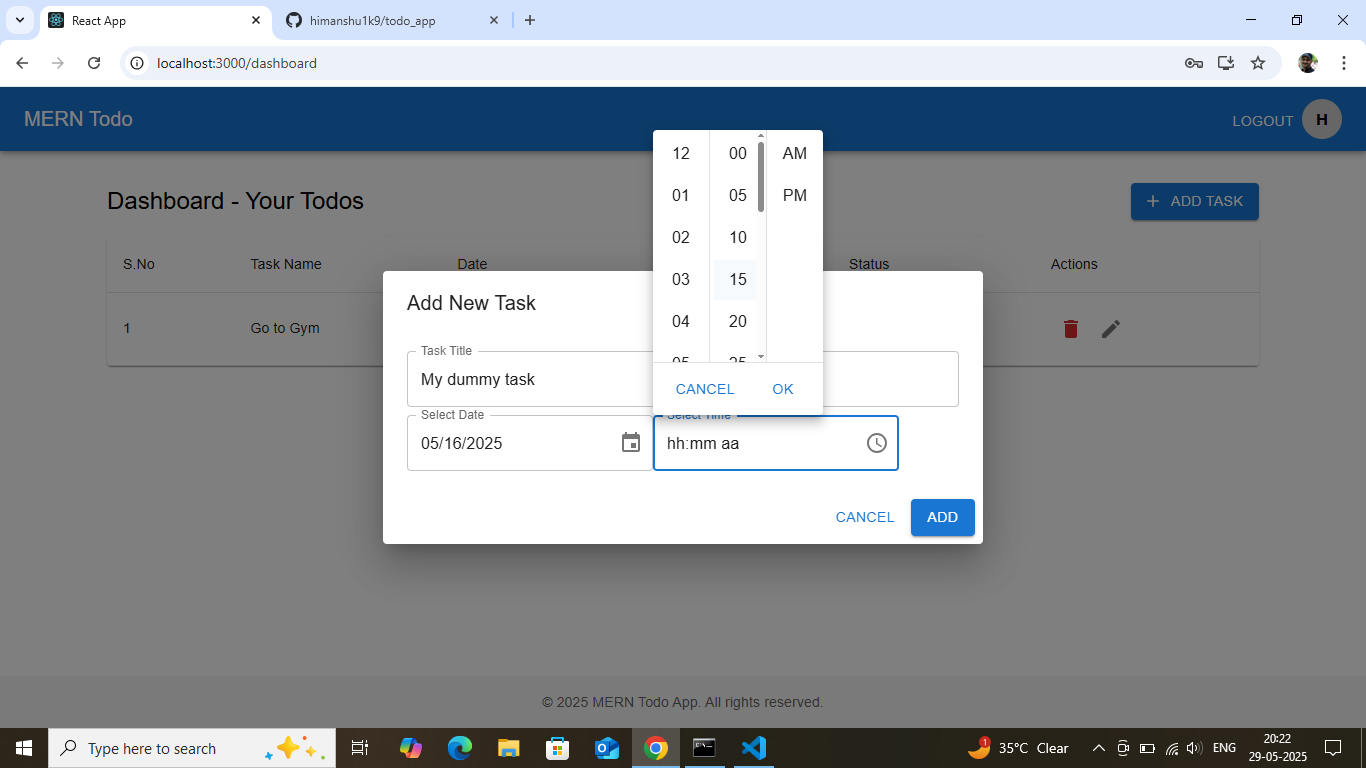 React App
himanshu1k9/todo_app
localhost:3000/dashboard
MERN Todo
LOGOUT H
Dashboard - Your Todos
ADD TASK
S.No Task Name Date Status Actions
1 Go to Gym
12 00 AM
01 05 PM
02 10
03 15
04 20
05 25
CANCEL OK
Add New Task
Task Title
My dummy task
Select Date Select Time
05/16/2025 hh:mm aa
CANCEL ADD
© 2025 MERN Todo App. All rights reserved.
Type here to search
1
35°C Clear
ENG
20:22
29-05-2025